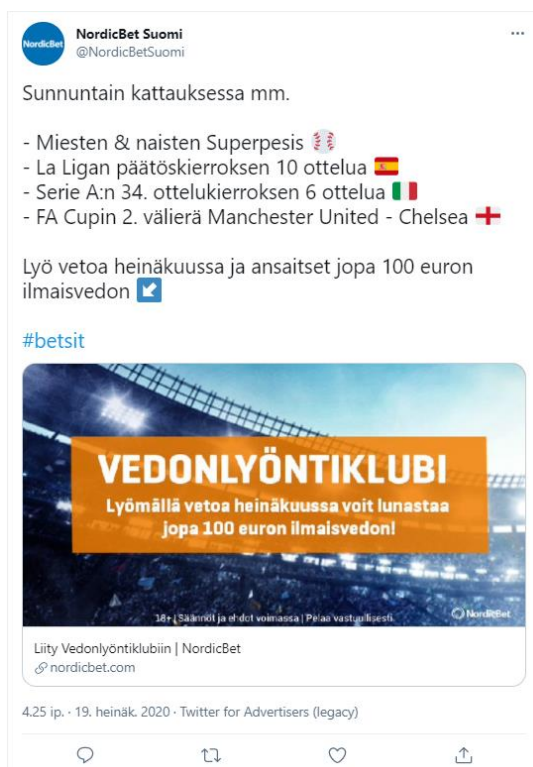 NordicBet
NordicBet Suomi
@NordicBetSuomi
Sunnuntain kattauksessa mm.
- Miesten & naisten Superpesis ⚾
- La Ligan päätöskierroksen 10 ottelua 🇪🇸
- Serie A:n 34. ottelukierroksen 6 ottelua 🇮🇹
- FA Cupin 2. välierä Manchester United - Chelsea 🏴󠁧󠁢󠁥󠁮󠁧󠁿
Lyö vetoa heinäkuussa ja ansaitset jopa 100 euron
ilmaisvedon ↙️
#betsit
VEDONLYÖNTIKLUBI
Lyömällä vetoa heinäkuussa voit lunastaa
jopa 100 euron ilmaisvedon!
18+ | Säännöt ja ehdot voimassa | Pelaa vastuullisesti
NordicBet
Liity Vedonlyöntiklubiin | NordicBet
nordicbet.com
4.25 ip. · 19. heinäk. 2020 · Twitter for Advertisers (legacy)